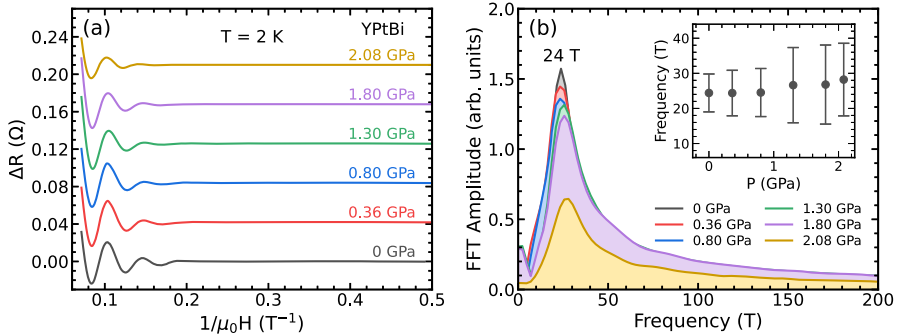 (a)
YPtBi
T = 2 K
2.08 GPa
1.80 GPa
1.30 GPa
0.80 GPa
0.36 GPa
0 GPa
0.24
0.20
0.16
0.12
0.08
0.04
0.00
ΔR (Ω)
0.1 0.2 0.3 0.4 0.5
1/μ₀H (T⁻¹)
(b)
24 T
2.0
1.5
1.0
0.5
0.0
FFT Amplitude (arb. units)
0 50 100 150 200
Frequency (T)
40
30
20
10
Frequency (T)
0 1 2
P (GPa)
0 GPa 1.30 GPa
0.36 GPa 1.80 GPa
0.80 GPa 2.08 GPa